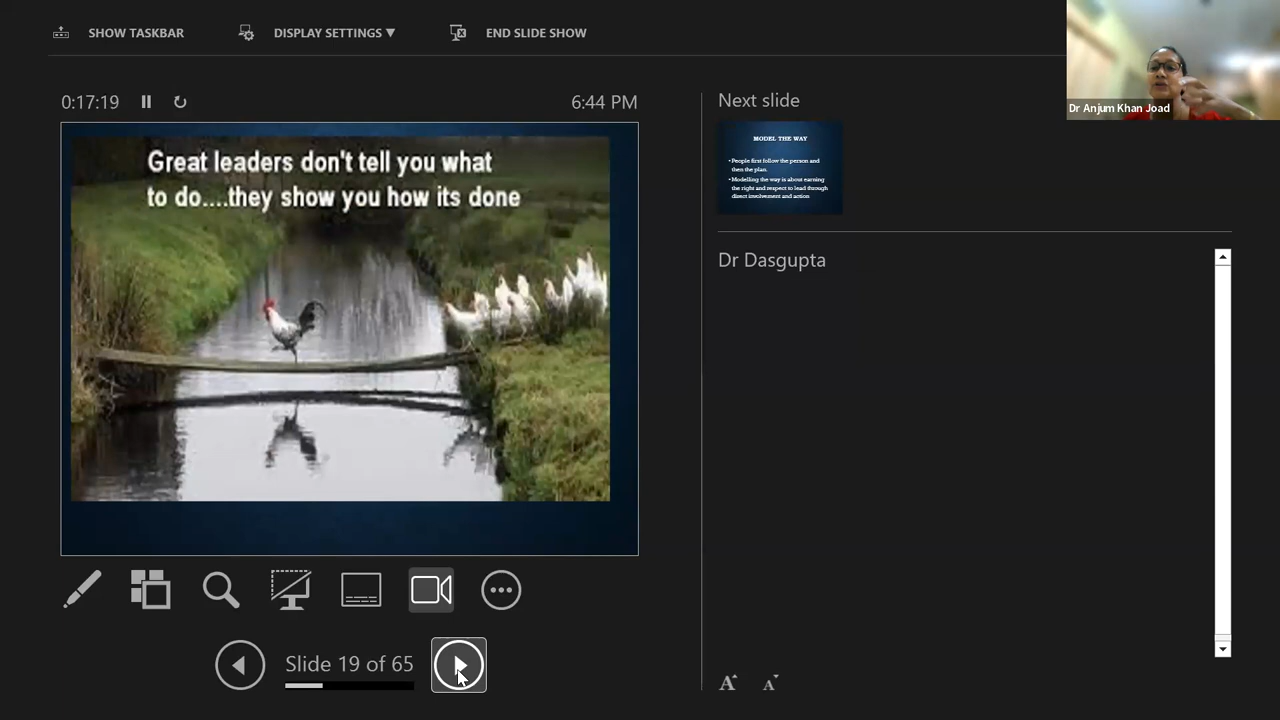 SHOW TASKBAR
DISPLAY SETTINGS ▼
END SLIDE SHOW
Dr Anjum Khan Joad
0:17:19
6:44 PM
Great leaders don't tell you what
to do....they show you how its done
Slide 19 of 65
Next slide
MODEL THE WAY
•People first follow the person and
then the plan.
•Modelling the way is about earning
the right and respect to lead through
direct involvement and action
Dr Dasgupta
A
A